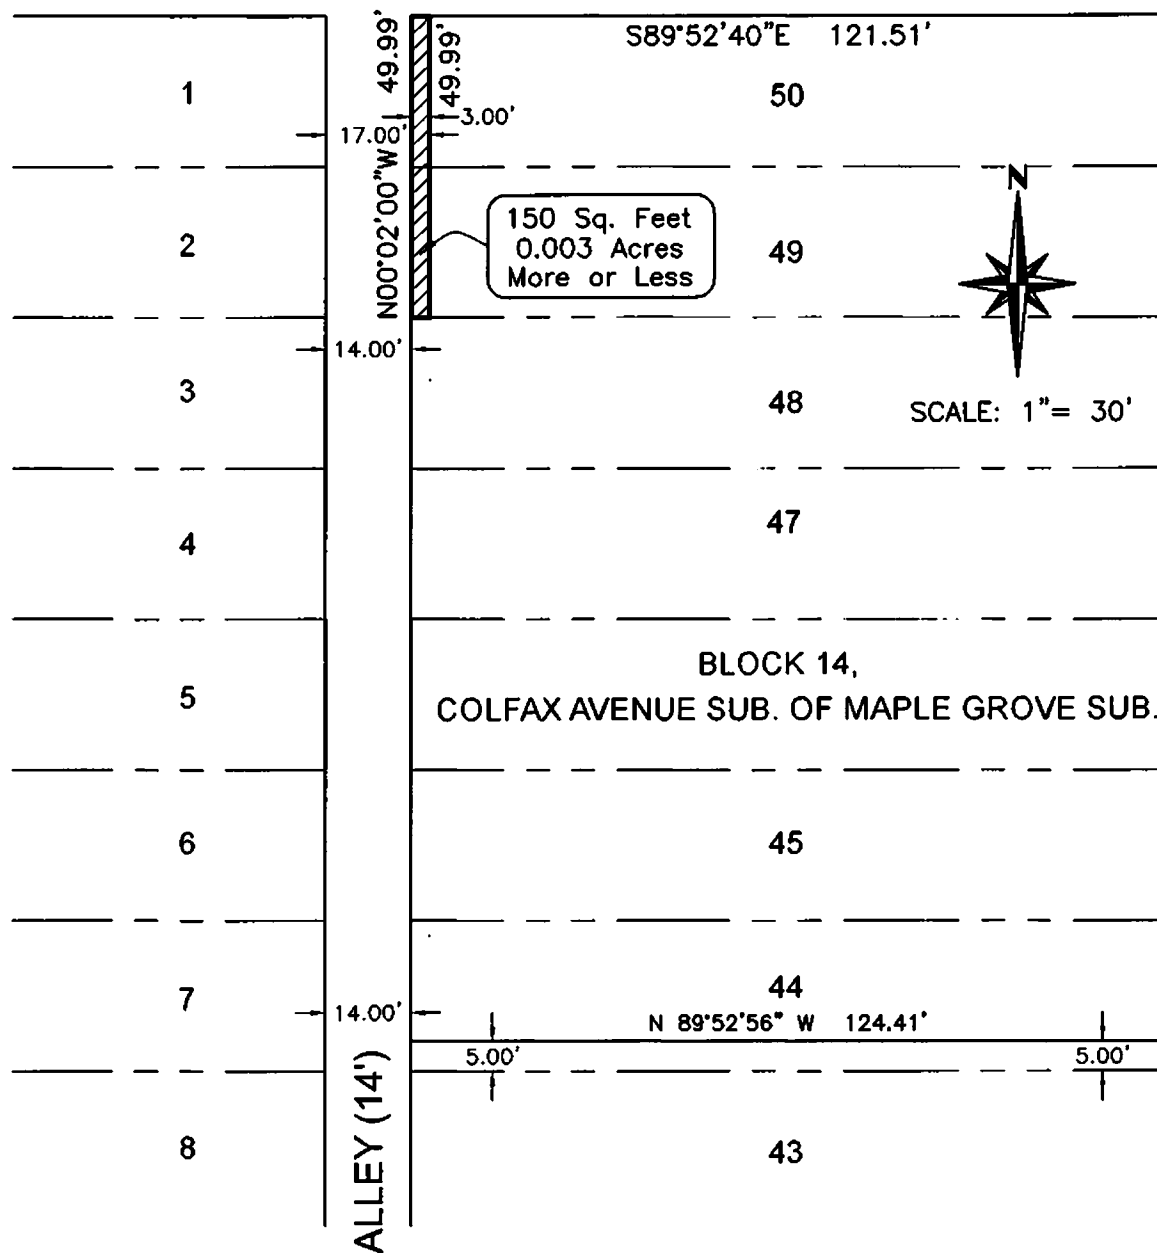 S89°52'40"E 121.51'
49.99'
49.99'
1
50
3.00'
17.00'
N00°02'00"W
N
150 Sq. Feet
0.003 Acres
More or Less
2
49
14.00'
3
48
SCALE: 1"= 30'
4
47
BLOCK 14,
5
COLFAX AVENUE SUB. OF MAPLE GROVE SUB.
6
45
7
44
14.00'
N 89°52'56" W 124.41'
5.00'
5.00'
ALLEY (14')
8
43